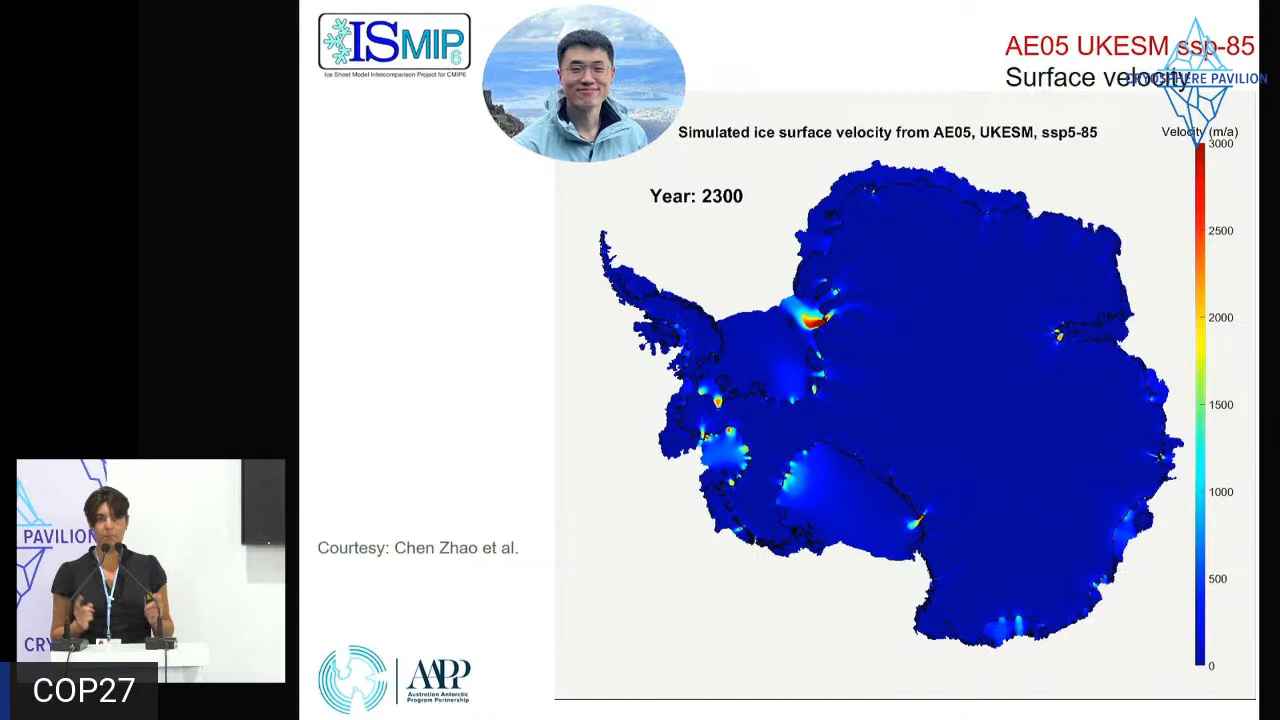 ISMIP6
Ice Sheet Model Intercomparison Project for CMIP6
AE05 UKESM ssp-85
Surface velocity
CRYOSPHERE PAVILION
Simulated ice surface velocity from AE05, UKESM, ssp5-85
Velocity (m/a)
Year: 2300
3000
2500
2000
1500
1000
500
0
Courtesy: Chen Zhao et al.
AAPP
Australian Antarctic
Program Partnership
PAVILION
CRY
COP27